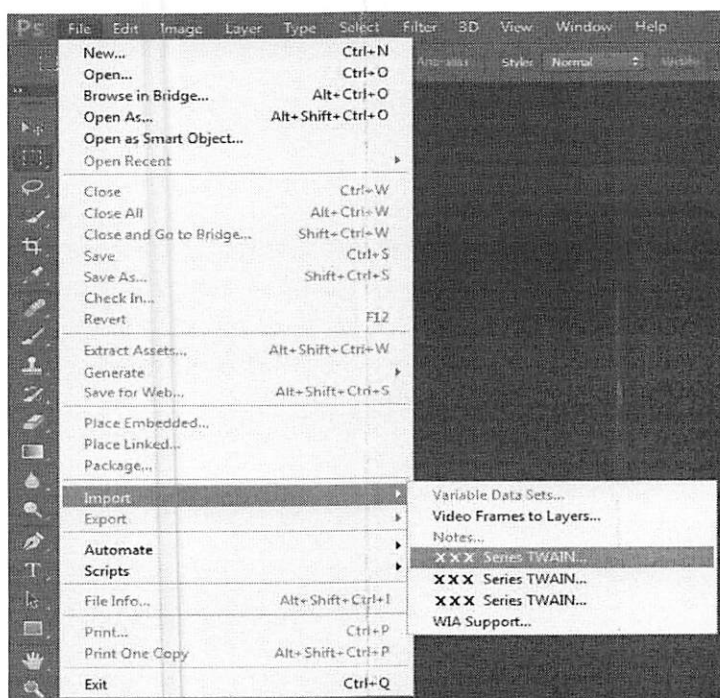 Ps File Edit Image Layer Type Select Filter 3D View Window Help
Anti-alias Style: Normal
New... Ctrl+N
Open... Ctrl+O
Browse in Bridge... Alt+Ctrl+O
Open As... Alt+Shift+Ctrl+O
Open as Smart Object...
Open Recent
Close Ctrl+W
Close All Alt+Ctrl+W
Close and Go to Bridge... Shift+Ctrl+W
Save Ctrl+S
Save As... Shift+Ctrl+S
Check In...
Revert F12
Extract Assets... Alt+Shift+Ctrl+W
Generate
Save for Web... Alt+Shift+Ctrl+S
Place Embedded...
Place Linked...
Package...
Import
Export
Automate
Scripts
File Info... Alt+Shift+Ctrl+I
Print... Ctrl+P
Print One Copy Alt+Shift+Ctrl+P
Exit Ctrl+Q
Variable Data Sets...
Video Frames to Layers...
Notes...
XXX Series TWAIN...
XXX Series TWAIN...
XXX Series TWAIN...
WIA Support...